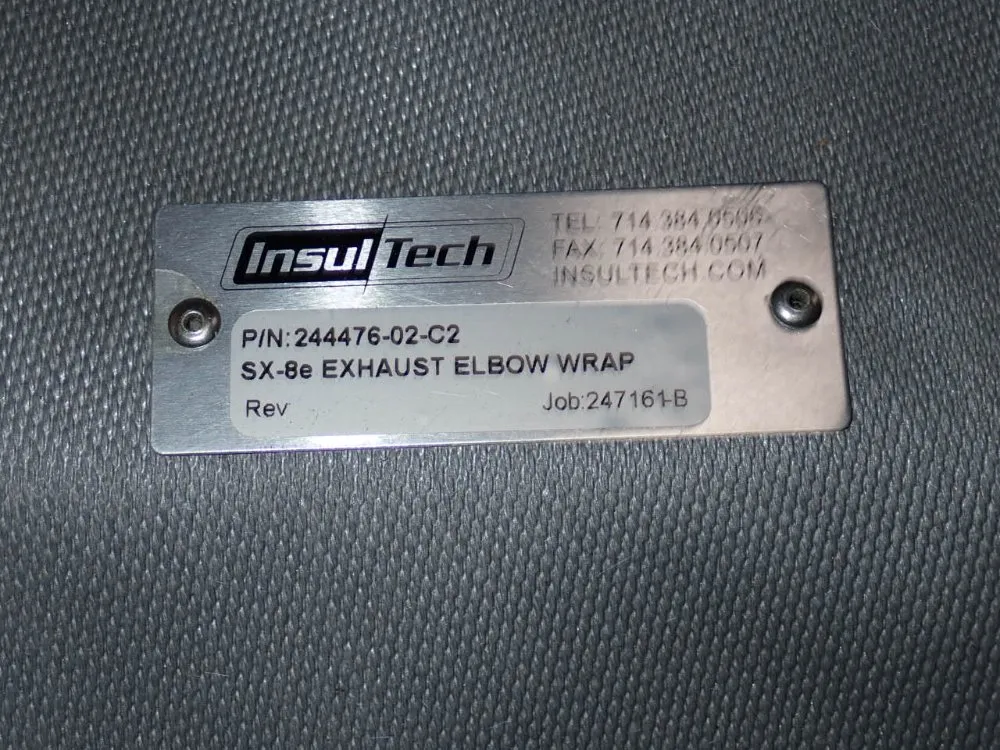 InsulTech
TEL: 714.384.0506
FAX: 714.384.0507
INSULTECH.COM
P/N:244476-02-C2
SX-8e EXHAUST ELBOW WRAP
Rev
Job:247161-B